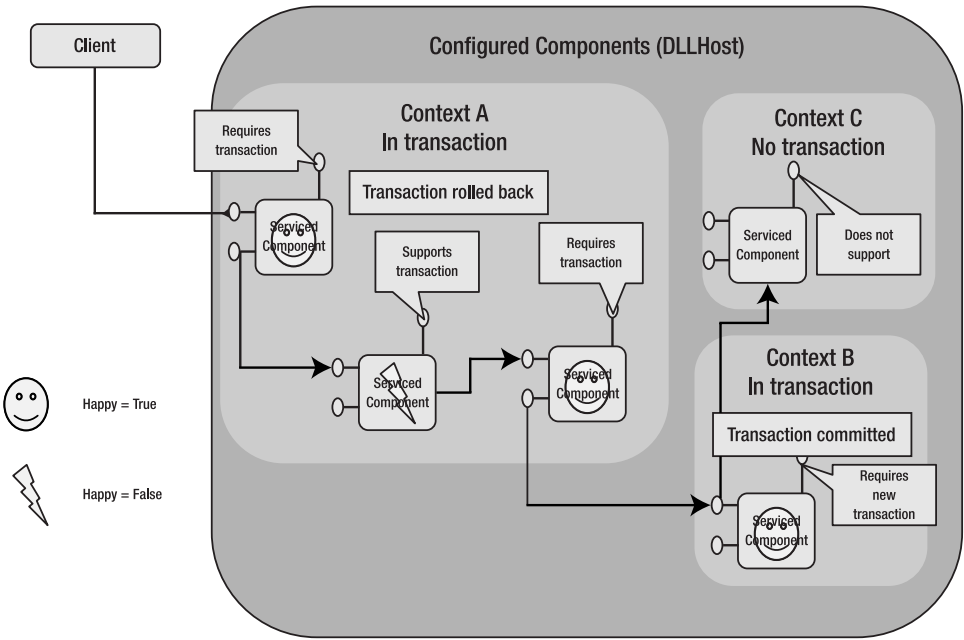 Client
Configured Components (DLLHost)
Context A
In transaction
Requires
transaction
Transaction rolled back
Serviced
Component
Supports
transaction
Requires
transaction
Serviced
Component
Serviced
Component
Context C
No transaction
Serviced
Component
Does not
support
Context B
In transaction
Transaction committed
Requires
new
transaction
Serviced
Component
Happy = True
Happy = False